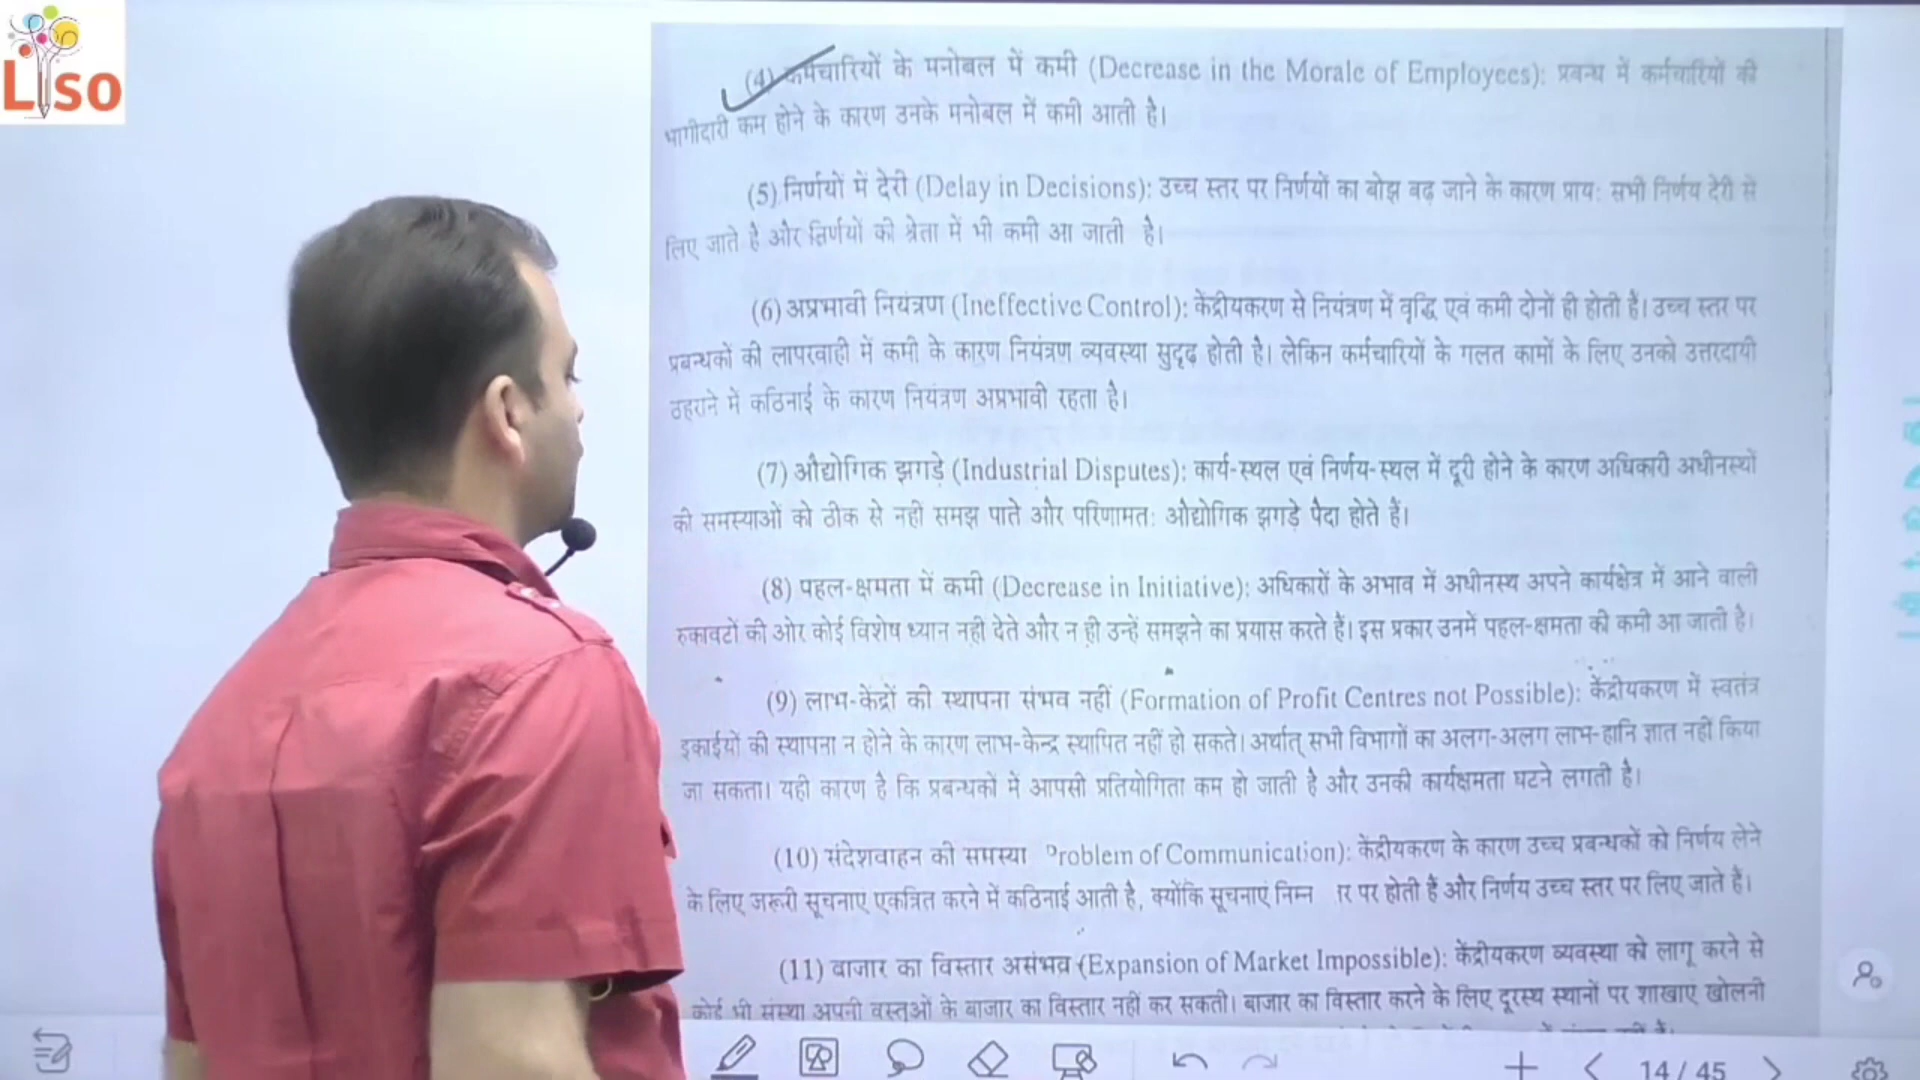 Liso
(4) कर्मचारियों के मनोबल में कमी (Decrease in the Morale of Employees): प्रबन्ध में कर्मचारियों की
भागीदारी कम होने के कारण उनके मनोबल में कमी आती है।
(5) निर्णयों में देरी (Delay in Decisions): उच्च स्तर पर निर्णयों का बोझ बढ़ जाने के कारण प्राय: सभी निर्णय देरी से
लिए जाते है और निर्णयों की श्रेता में भी कमी आ जाती है।
(6) अप्रभावी नियंत्रण (Ineffective Control): केंद्रीयकरण से नियंत्रण में वृद्धि एवं कमी दोनों ही होती हैं। उच्च स्तर पर
प्रबन्धकों की लापरवाही में कमी के कारण नियंत्रण व्यवस्था सुदृढ़ होती है। लेकिन कर्मचारियों के गलत कामों के लिए उनको उत्तरदायी
ठहराने में कठिनाई के कारण नियंत्रण अप्रभावी रहता है।
(7) औद्योगिक झगड़े (Industrial Disputes): कार्य-स्थल एवं निर्णय-स्थल में दूरी होने के कारण अधिकारी अधीनस्थों
की समस्याओं को ठीक से नहीं समझ पाते और परिणामत: औद्योगिक झगड़े पैदा होते हैं।
(8) पहल-क्षमता में कमी (Decrease in Initiative): अधिकारों के अभाव में अधीनस्थ अपने कार्यक्षेत्र में आने वाली
रुकावटों की ओर कोई विशेष ध्यान नहीं देते और न ही उन्हें समझने का प्रयास करते हैं। इस प्रकार उनमें पहल-क्षमता की कमी आ जाती है।
(9) लाभ-केंद्रों की स्थापना संभव नहीं (Formation of Profit Centres not Possible): केंद्रीयकरण में स्वतंत्र
इकाईयों की स्थापना न होने के कारण लाभ-केन्द्र स्थापित नहीं हो सकते। अर्थात् सभी विभागों का अलग-अलग लाभ-हानि ज्ञात नहीं किया
जा सकता। यही कारण है कि प्रबन्धकों में आपसी प्रतियोगिता कम हो जाती है और उनकी कार्यक्षमता घटने लगती है।
(10) संदेशवाहन की समस्या Problem of Communication): केंद्रीयकरण के कारण उच्च प्रबन्धकों को निर्णय लेने
के लिए जरूरी सूचनाएं एकत्रित करने में कठिनाई आती है, क्योंकि सूचनाएं निम्न पर होती हैं और निर्णय उच्च स्तर पर लिए जाते हैं।
(11) बाजार का विस्तार असंभव (Expansion of Market Impossible): केंद्रीयकरण व्यवस्था को लागू करने से
कोई भी संस्था अपनी वस्तुओं के बाजार का विस्तार नहीं कर सकती। बाजार का विस्तार करने के लिए दूरस्थ स्थानों पर शाखाएं खोलनी
14/45